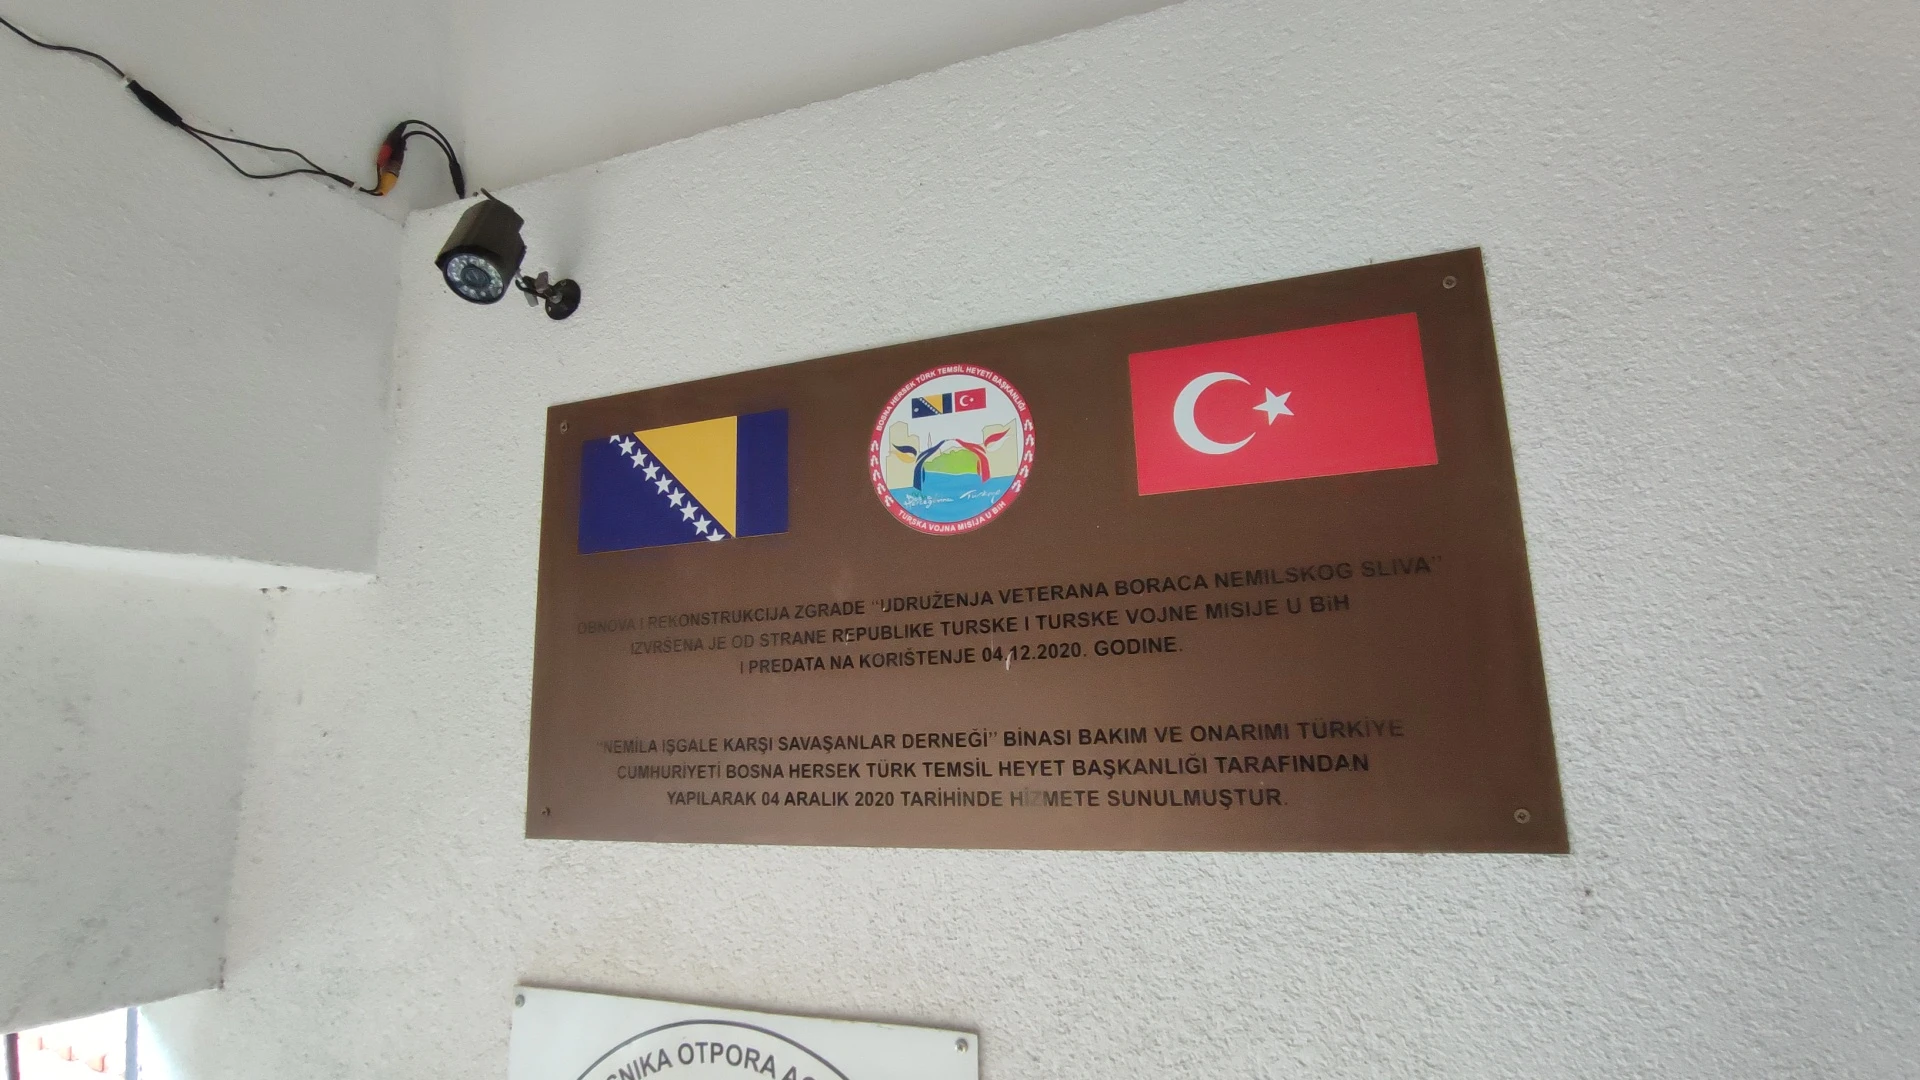 BOSNA HERSEK TÜRK TEMSİL HEYETİ BAŞKANLIĞI
TURSKA VOJNA MISIJA U BiH
OBNOVA I REKONSTRUKCIJA ZGRADE "UDRUŽENJA VETERANA BORACA NEMILSKOG SLIVA"
IZVRŠENA JE OD STRANE REPUBLIKE TURSKE I TURSKE VOJNE MISIJE U BiH
I PREDATA NA KORIŠTENJE 04.12.2020. GODINE.
"NEMİLA İŞGALE KARŞI SAVAŞANLAR DERNEĞİ" BİNASI BAKIM VE ONARIMI TÜRKİYE
CUMHURİYETİ BOSNA HERSEK TÜRK TEMSİL HEYET BAŞKANLIĞI TARAFINDAN
YAPILARAK 04 ARALIK 2020 TARİHİNDE HİZMETE SUNULMUŞTUR.
OTPORA